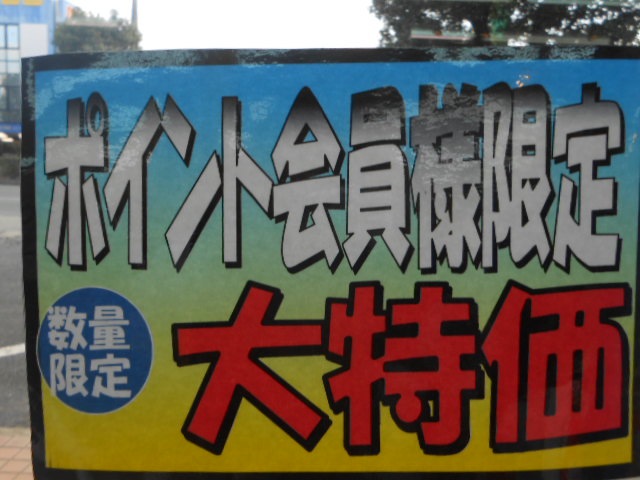 ポイント会員様限定
数量
限定
大特価